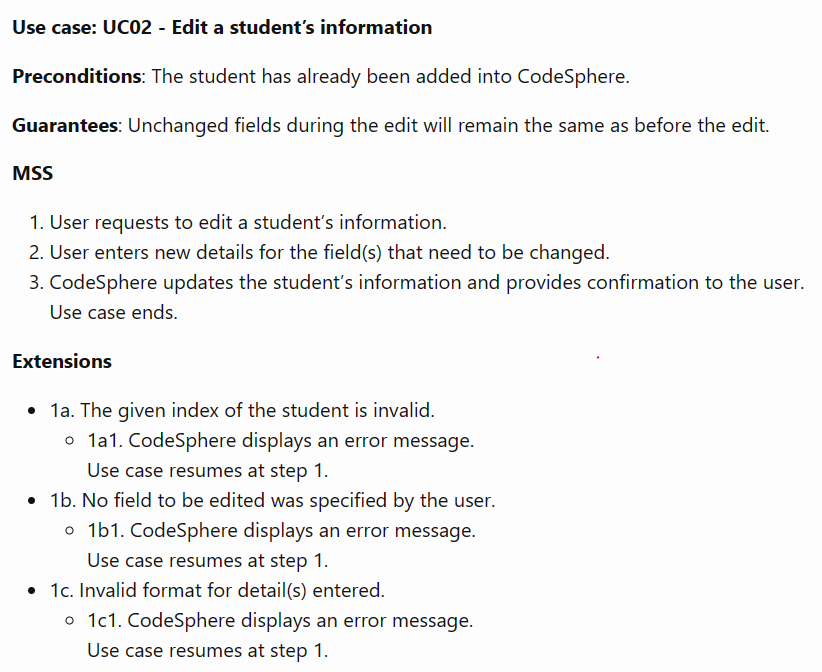 Use case: UC02 - Edit a student’s information
Preconditions: The student has already been added into CodeSphere.
Guarantees: Unchanged fields during the edit will remain the same as before the edit.
MSS
1. User requests to edit a student’s information.
2. User enters new details for the field(s) that need to be changed.
3. CodeSphere updates the student’s information and provides confirmation to the user.
Use case ends.
Extensions
• 1a. The given index of the student is invalid.
◦ 1a1. CodeSphere displays an error message.
Use case resumes at step 1.
• 1b. No field to be edited was specified by the user.
◦ 1b1. CodeSphere displays an error message.
Use case resumes at step 1.
• 1c. Invalid format for detail(s) entered.
◦ 1c1. CodeSphere displays an error message.
Use case resumes at step 1.